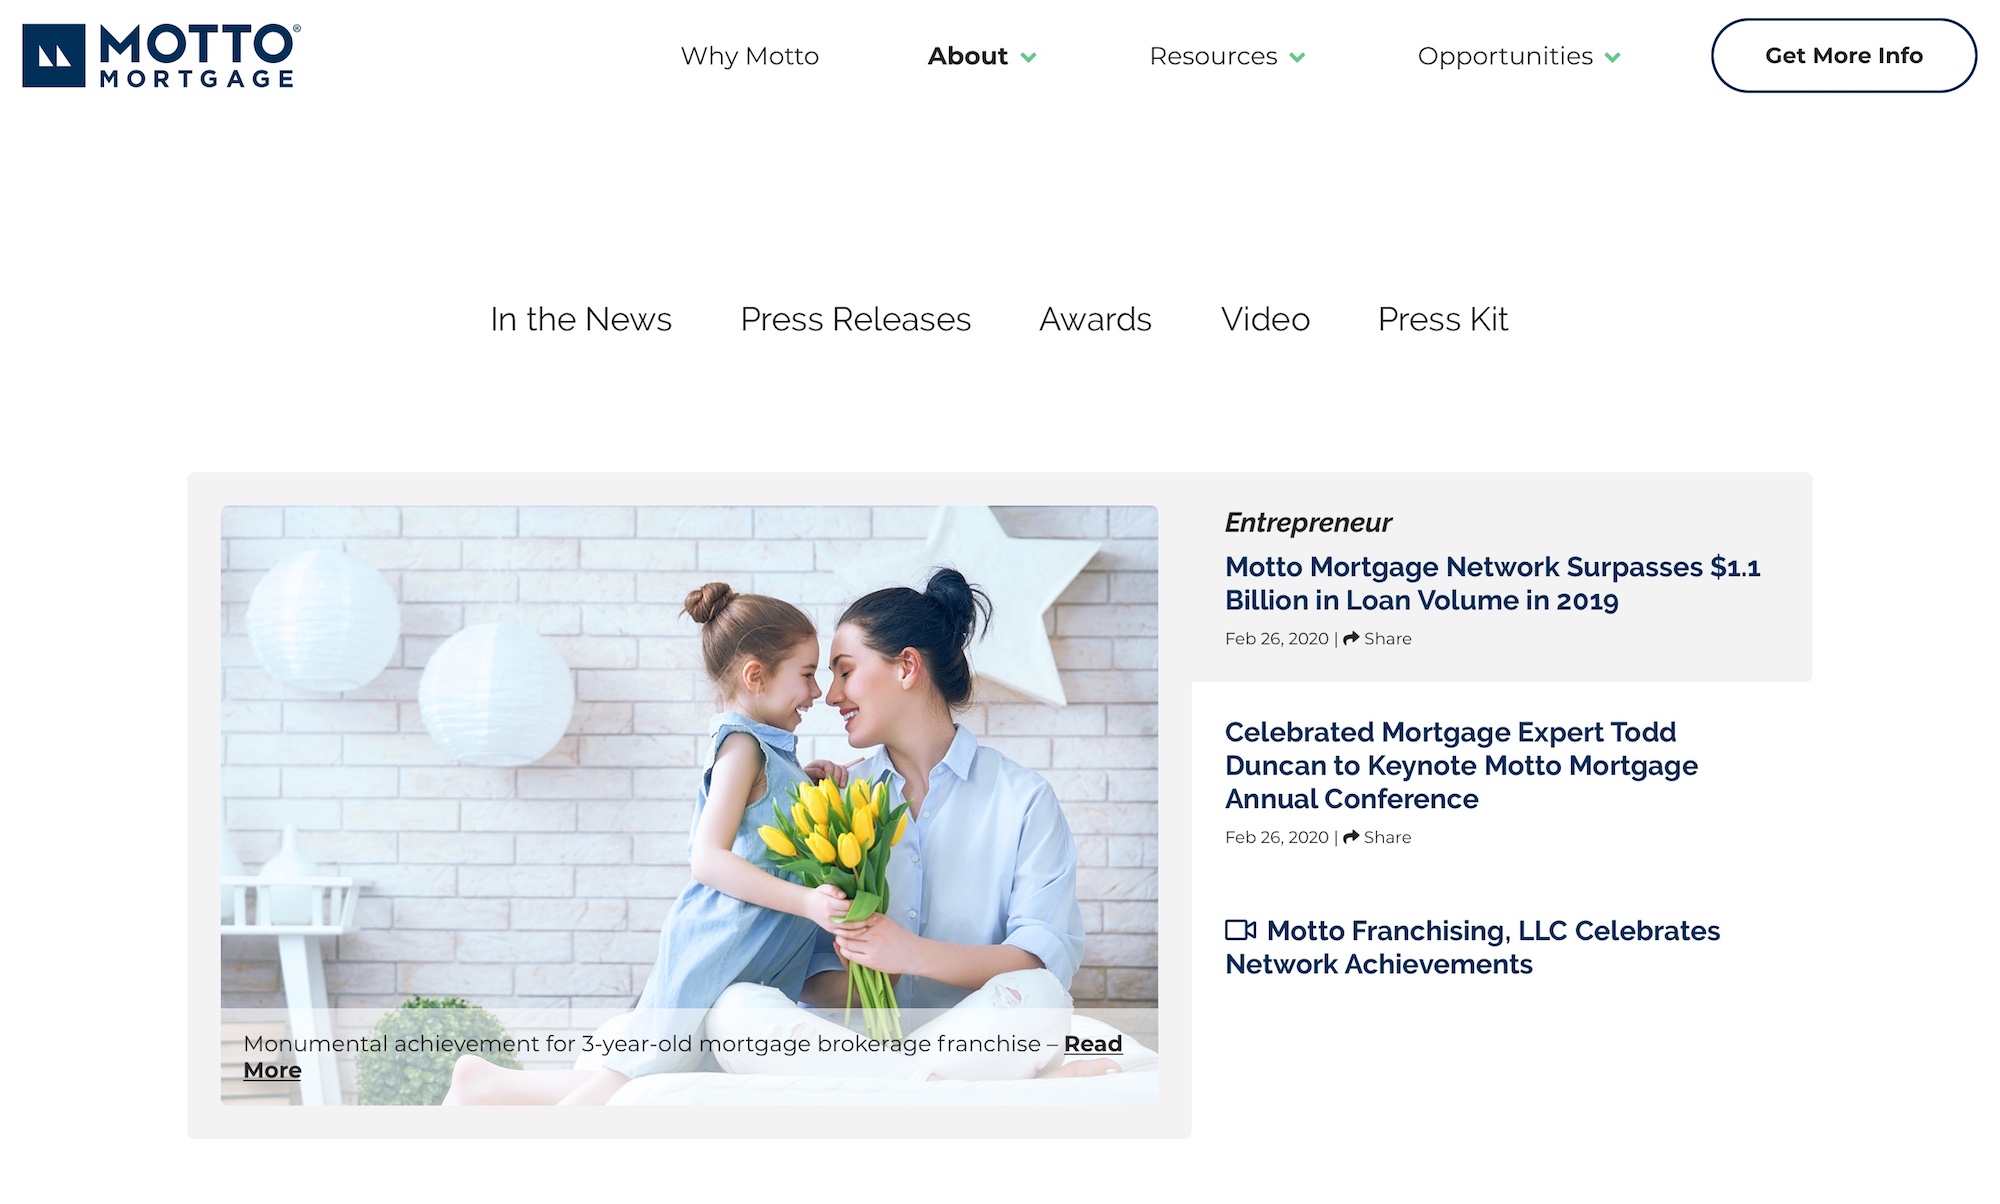 MOTTO®
MORTGAGE
Why Motto
About
Resources
Opportunities
Get More Info
In the News
Press Releases
Awards
Video
Press Kit
Monumental achievement for 3-year-old mortgage brokerage franchise – Read
More
Entrepreneur
Motto Mortgage Network Surpasses $1.1
Billion in Loan Volume in 2019
Feb 26, 2020 | Share
Celebrated Mortgage Expert Todd
Duncan to Keynote Motto Mortgage
Annual Conference
Feb 26, 2020 | Share
Motto Franchising, LLC Celebrates
Network Achievements